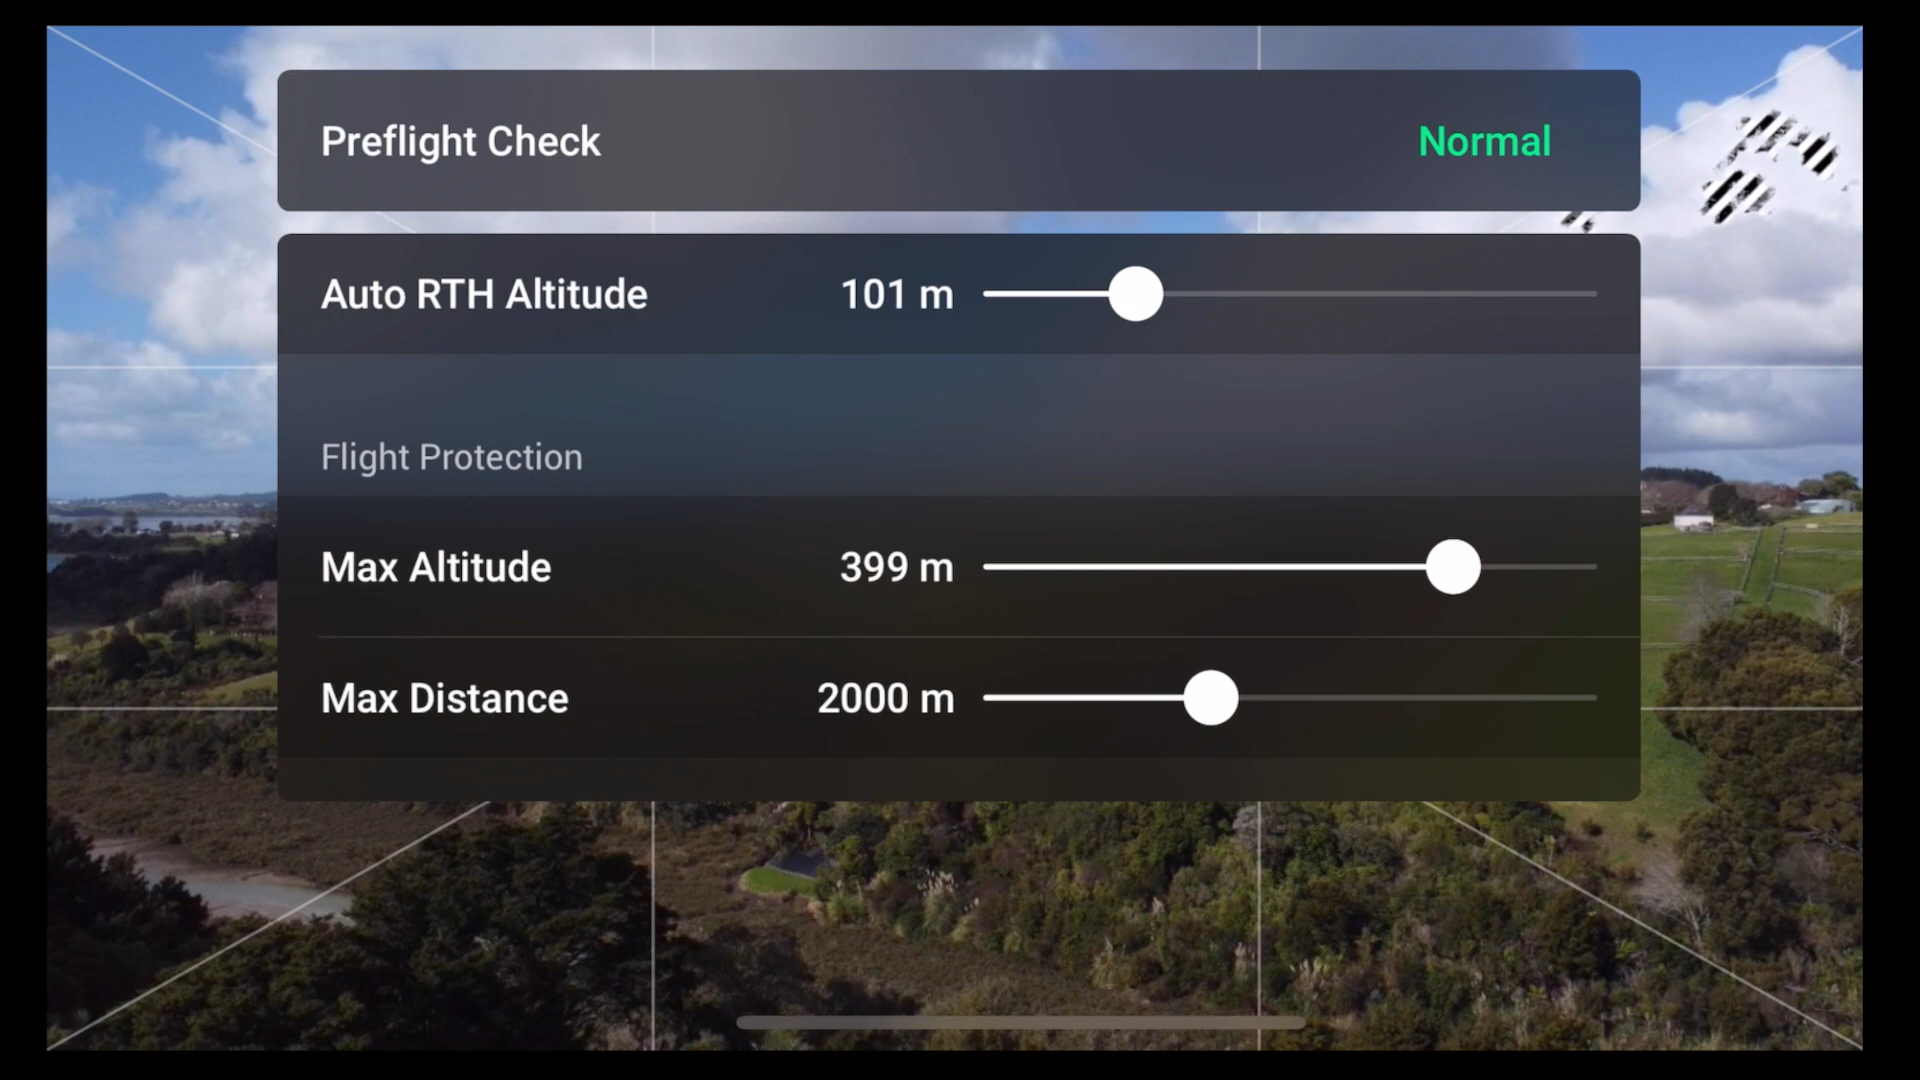 Preflight Check Normal
Auto RTH Altitude 101 m
Flight Protection
Max Altitude 399 m
Max Distance 2000 m